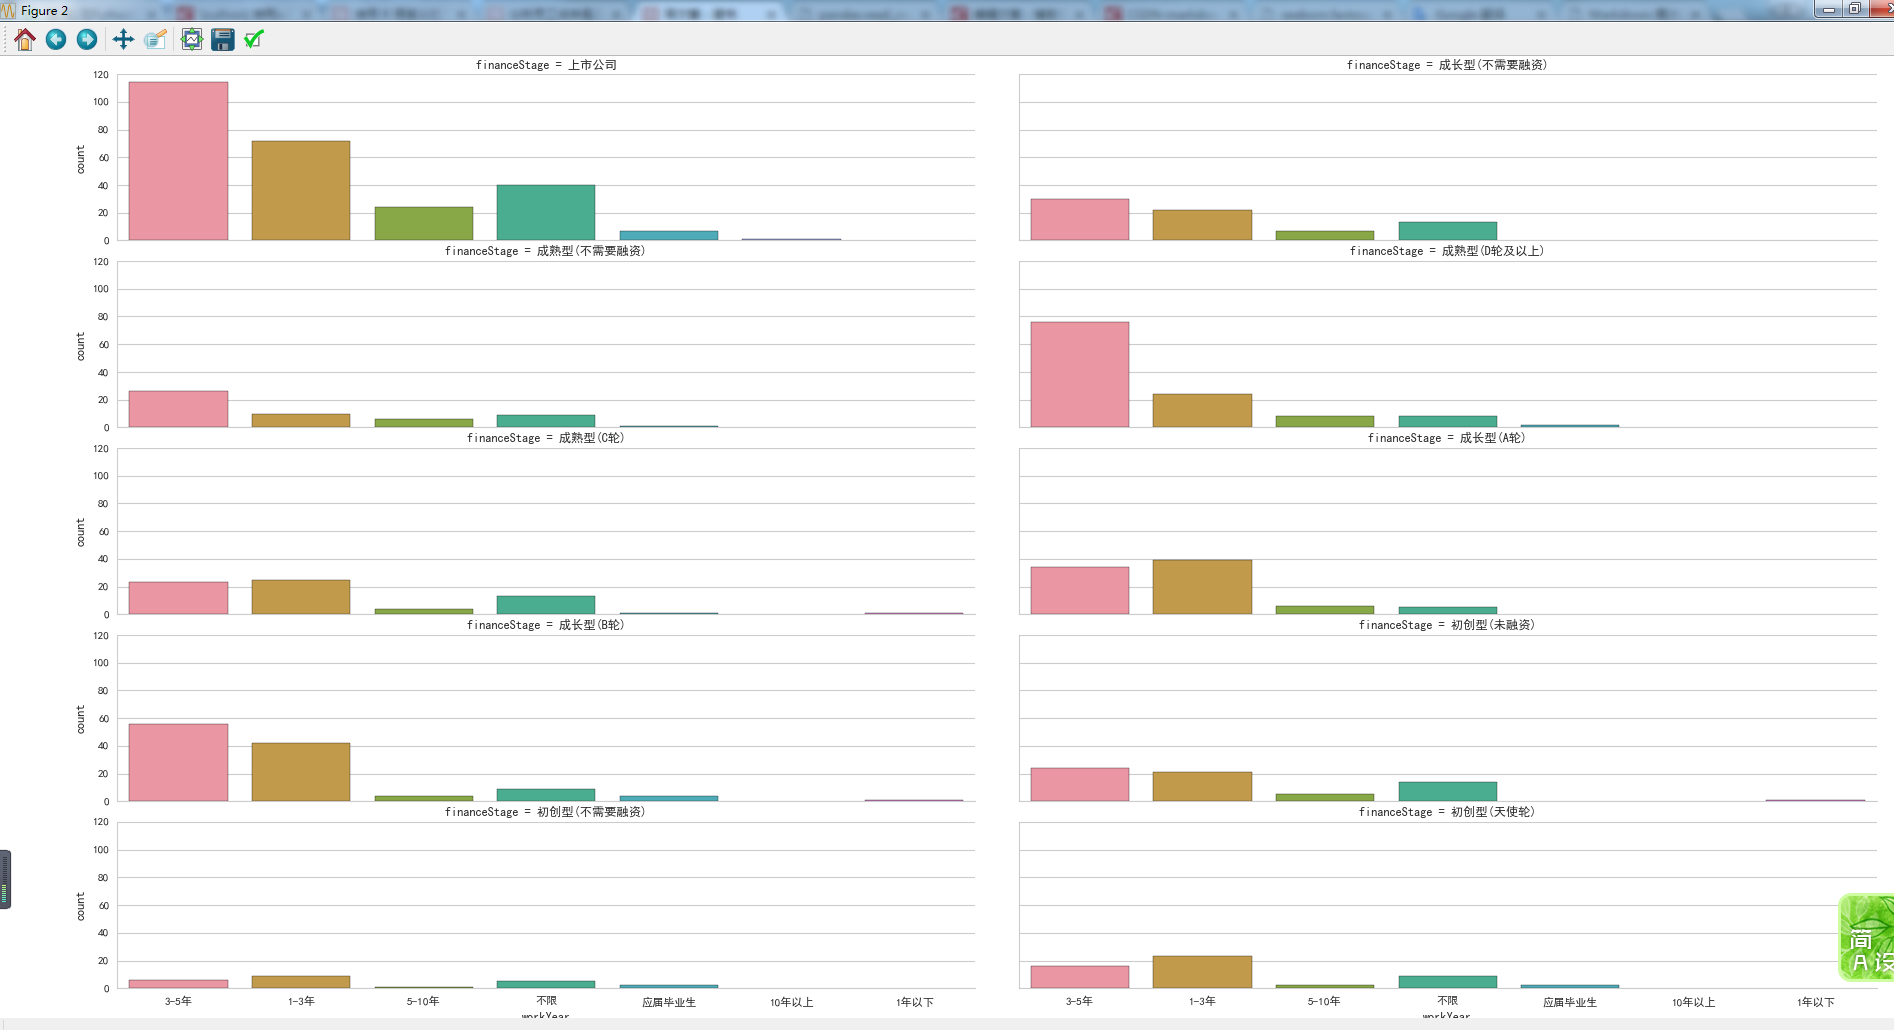 Figure 2
financeStage = 上市公司
financeStage = 成长型(不需要融资)
120
100
80
60
40
20
0
count
financeStage = 成熟型(不需要融资)
financeStage = 成熟型(D轮及以上)
120
100
80
60
40
20
0
count
financeStage = 成熟型(C轮)
financeStage = 成长型(A轮)
120
100
80
60
40
20
0
count
financeStage = 成长型(B轮)
financeStage = 初创型(未融资)
120
100
80
60
40
20
0
count
financeStage = 初创型(不需要融资)
financeStage = 初创型(天使轮)
120
100
80
60
40
20
0
count
3-5年 1-3年 5-10年 不限 应届毕业生 10年以上 1年以下
workYear
3-5年 1-3年 5-10年 不限 应届毕业生 10年以上 1年以下
workYear
简
A 设